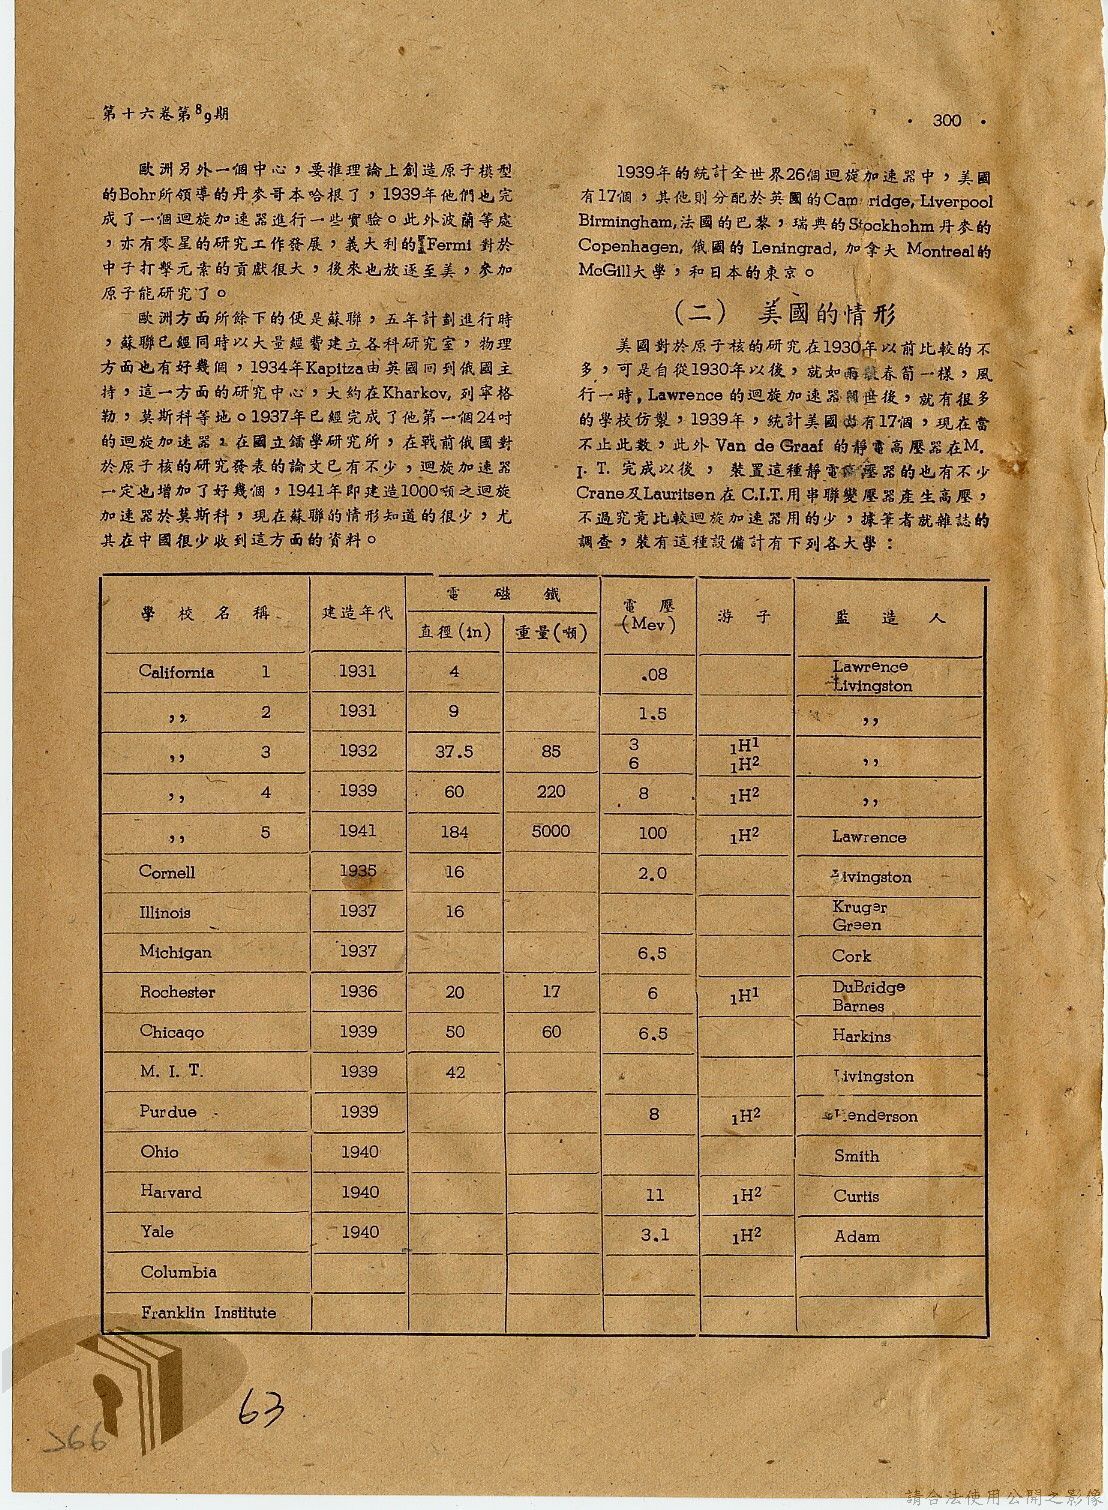 第十六卷第89期
· 300 ·
歐洲另外一個中心，要推理論上創造原子模型
的Bohr所領導的丹麥哥本哈根了，1939年他們也完
成了一個迴旋加速器進行一些實驗。此外波蘭等處
，亦有零星的研究工作發展，義大利的Fermi 對於
中子打擊元素的貢獻很大，後來也放逐至美，參加
原子能研究了。
歐洲方面所餘下的便是蘇聯，五年計劃進行時
，蘇聯已經同時以大量經費建立各科研究室，物理
方面也有好幾個，1934年Kapitza由英國回到俄國主
持，這一方面的研究中心，大約在Kharkov, 列寧格
勒，莫斯科等地。1937年已經完成了他第一個24吋
的迴旋加速器，在國立鐳學研究所，在戰前俄國對
於原子核的研究發表的論文已有不少，迴旋加速器
一定也增加了好幾個，1941年即建造1000噸之迴旋
加速器於莫斯科，現在蘇聯的情形知道的很少，尤
其在中國很少收到這方面的資料。
1939年的統計全世界26個迴旋加速器中，美國
有17個，其他則分配於英國的Cambridge, Liverpool
Birmingham,法國的巴黎，瑞典的Stockhohm 丹麥的
Copenhagen, 俄國的 Leningrad, 加拿大 Montreal的
McGill大學，和日本的東京。
（二） 美國的情形
美國對於原子核的研究在1930年以前比較的不
多，可是自從1930年以後，就如雨後春筍一樣，風
行一時, Lawrence 的迴旋加速器問世後，就有很多
的學校仿製，1939年，統計美國尚有17個，現在當
不止此數，此外 Van de Graaf 的靜電高壓器在M.
I. T. 完成以後， 裝置這種靜電高壓器的也有不少
Crane及Lauritsen 在 C.I.T.用串聯變壓器產生高壓，
不過究竟比較迴旋加速器用的少，據筆者就雜誌的
調查，裝有這種設備計有下列各大學：
學 校 名 稱 建造年代 電 磁 鐵 電 壓 (Mev) 游 子 監 造 人
直徑(in) 重量(噸)
California 1 1931 4 .08 Lawrence Livingston
,, 2 1931 9 1.5 ,,
,, 3 1932 37.5 85 3 6 1H1 1H2 ,,
,, 4 1939 60 220 8 1H2 ,,
,, 5 1941 184 5000 100 1H2 Lawrence
Cornell 1935 16 2.0 Livingston
Illinois 1937 16 Kruger Green
Michigan 1937 6.5 Cork
Rochester 1936 20 17 6 1H1 DuBridge Barnes
Chicago 1939 50 60 6.5 Harkins
M. I. T. 1939 42 Livingston
Purdue 1939 8 1H2 Henderson
Ohio 1940 Smith
Harvard 1940 11 1H2 Curtis
Yale 1940 3.1 1H2 Adam
Columbia
Franklin Institute
63
366
請合法使用公開之影像